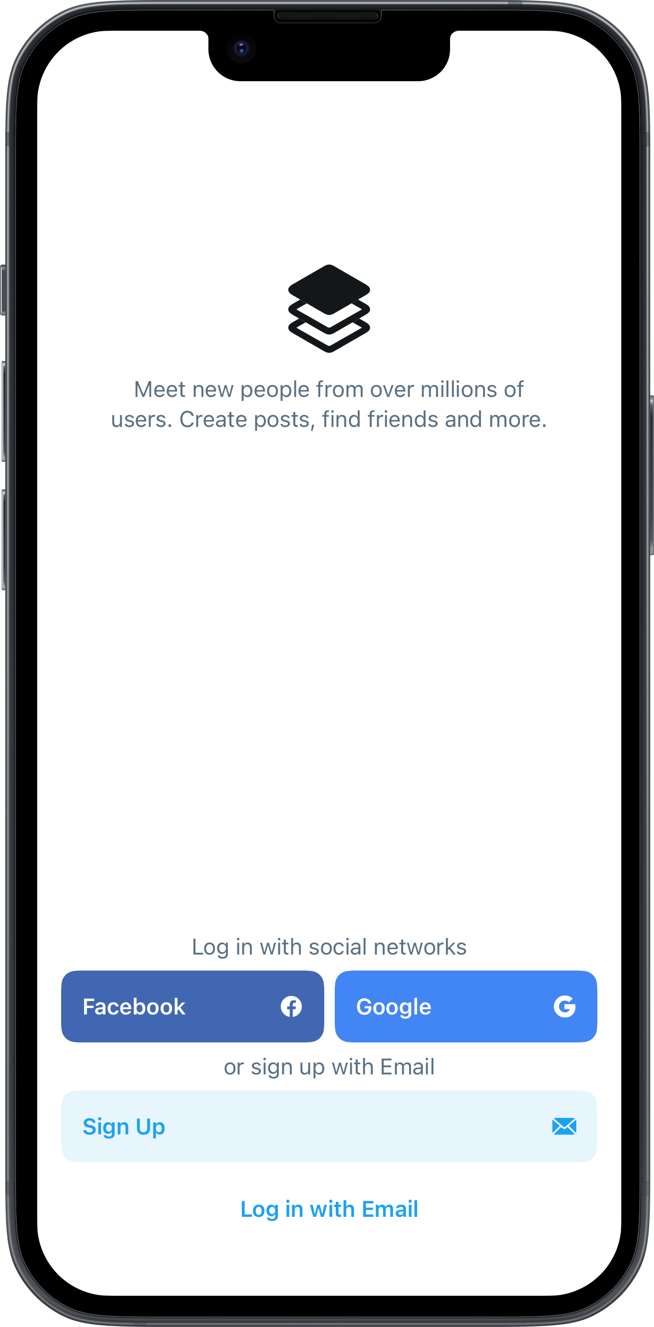 Meet new people from over millions of
users. Create posts, find friends and more.
Log in with social networks
Facebook
Google
or sign up with Email
Sign Up
Log in with Email